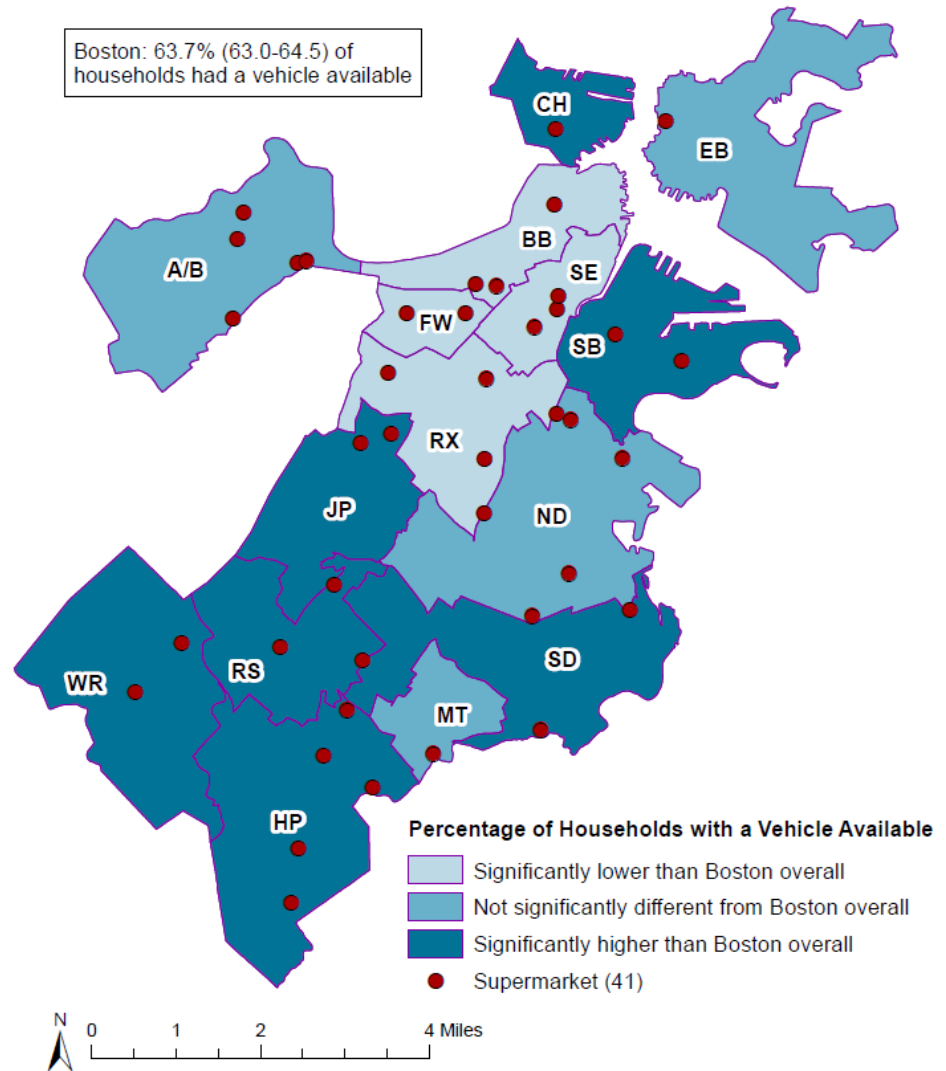 Boston: 63.7% (63.0-64.5) of
households had a vehicle available
CH
EB
BB
SE
A/B
FW
SB
RX
JP
ND
SD
RS
WR
MT
HP
Percentage of Households with a Vehicle Available
Significantly lower than Boston overall
Not significantly different from Boston overall
Significantly higher than Boston overall
Supermarket (41)
N
0 1 2 4 Miles